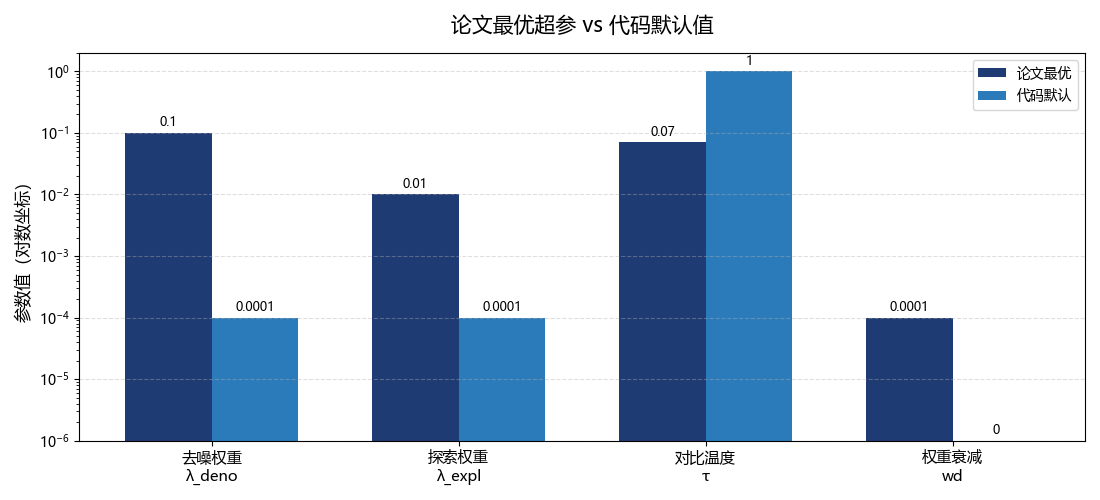 论文最优超参 vs 代码默认值
论文最优
代码默认
参数值（对数坐标）
10⁰
10⁻¹
10⁻²
10⁻³
10⁻⁴
10⁻⁵
10⁻⁶
0.1
0.0001
0.01
0.0001
0.07
1
0.0001
0
去噪权重
λ_deno
探索权重
λ_expl
对比温度
τ
权重衰减
wd